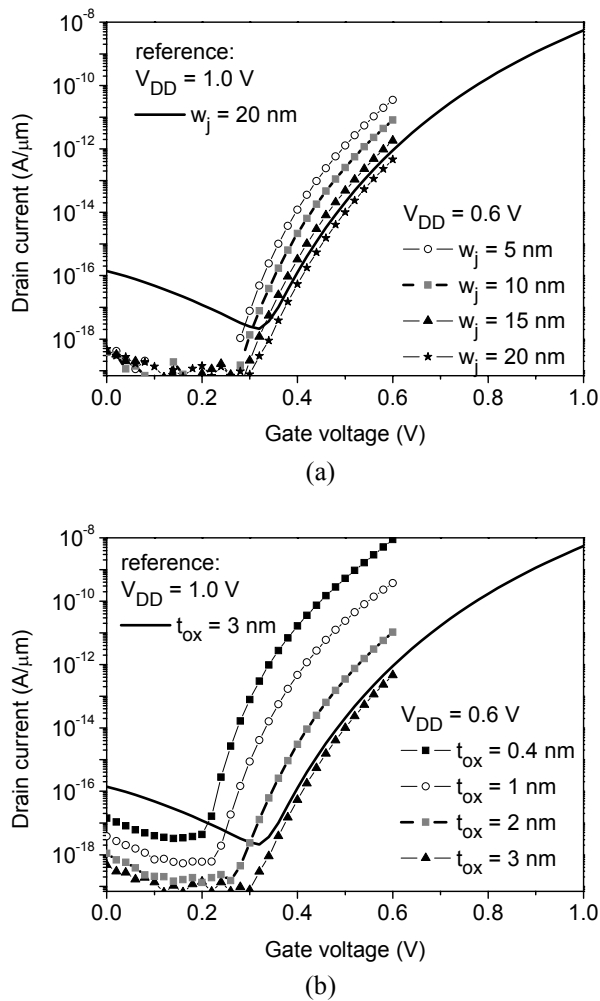 10⁻⁸
10⁻¹⁰
10⁻¹²
10⁻¹⁴
10⁻¹⁶
10⁻¹⁸
Drain current (A/μm)
reference:
V_DD = 1.0 V
w_j = 20 nm
V_DD = 0.6 V
w_j = 5 nm
w_j = 10 nm
w_j = 15 nm
w_j = 20 nm
0.0 0.2 0.4 0.6 0.8 1.0
Gate voltage (V)
(a)
10⁻⁸
10⁻¹⁰
10⁻¹²
10⁻¹⁴
10⁻¹⁶
10⁻¹⁸
Drain current (A/μm)
reference:
V_DD = 1.0 V
t_ox = 3 nm
V_DD = 0.6 V
t_ox = 0.4 nm
t_ox = 1 nm
t_ox = 2 nm
t_ox = 3 nm
0.0 0.2 0.4 0.6 0.8 1.0
Gate voltage (V)
(b)